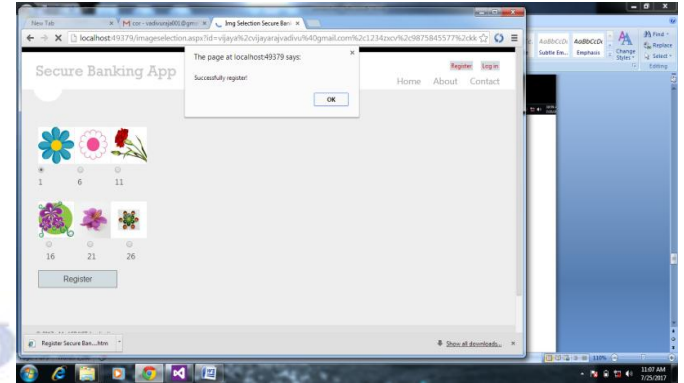 New Tab
Img Selection Secure Ban
localhost:49379/imageselection.aspx?id=vijaya%2cvijayarajvadivu%40gmail.com%2c1234zxcv%2c9875845577%2ckk
The page at localhost:49379 says:
Successfully register!
OK
Secure Banking App
Register Log in
Home About Contact
1 6 11
16 21 26
Register
Register Secure Ban....htm
Show all downloads...
AaBbCcDc AaBbCcDc
Subtle Em... Emphasis
Change Styles
Find
Replace
Select
Editing
110%
11:07 AM
7/25/2017